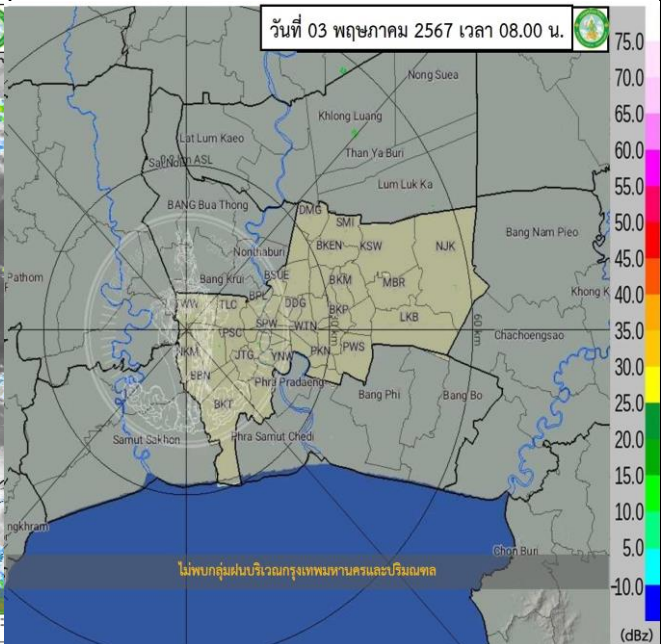 วันที่ 03 พฤษภาคม 2567 เวลา 08.00 น.
75.0
Nong Suea
70.0
Khlong Luang
65.0
Lat Lum Kaeo
Than Ya Buri
60.0
Lum Luk Ka
55.0
BANG Bua Thong
DMG
SMI
50.0
Bang Nam Pieo
BKEN
KSW
NJK
Nonthaburi
45.0
Pathom
Bang Krui
BSUE
BKM
MBR
Khong K
40.0
TWW
TLC
BPL
DDG
BKP
LKB
35.0
PSC
SPW
WTN
60 km
Chachoengsao
NKM
JTG
YNW
PKN
PWS
30.0
BBN
Phra Pradaeng
Bang Phi
Bang Bo
25.0
BKT
Samut Sakhon
Phra Samut Chedi
20.0
15.0
ngkhram
10.0
Chon Buri
5.0
ไม่พบกลุ่มฝนบริเวณกรุงเทพมหานครและปริมณฑล
-10.0
(dBz)